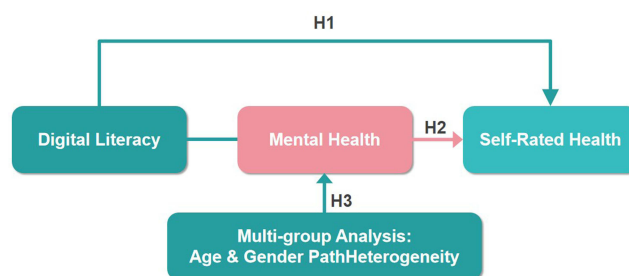 H1
Digital Literacy
Mental Health
H2
Self-Rated Health
H3
Multi-group Analysis:
Age & Gender PathHeterogeneity